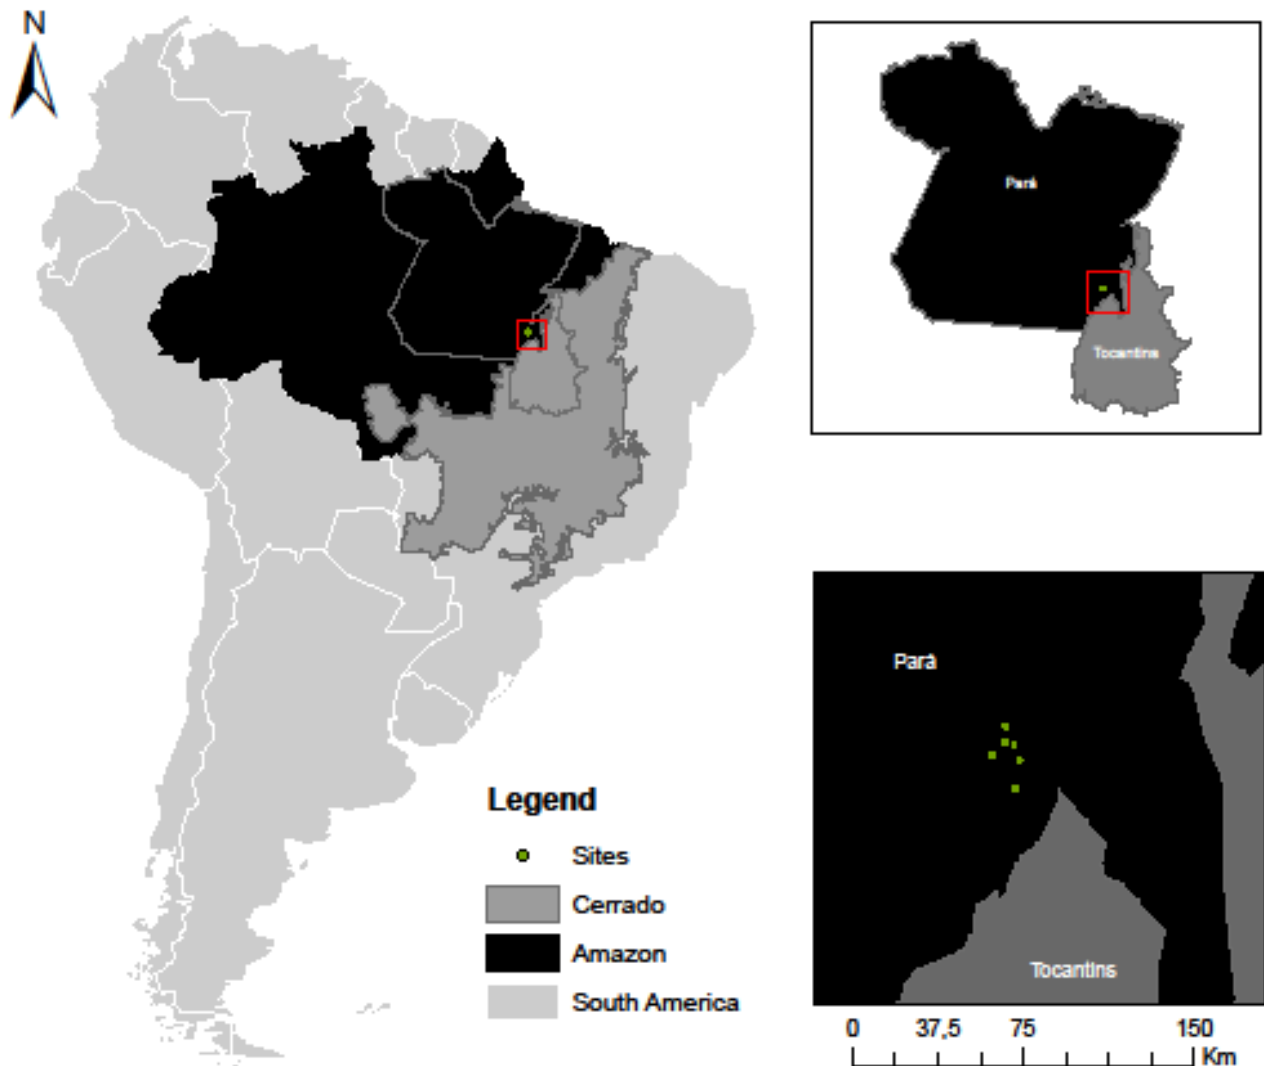 N
Pará
Tocantins
Pará
Tocantins
Legend
Sites
Cerrado
Amazon
South America
0 37,5 75 150
Km